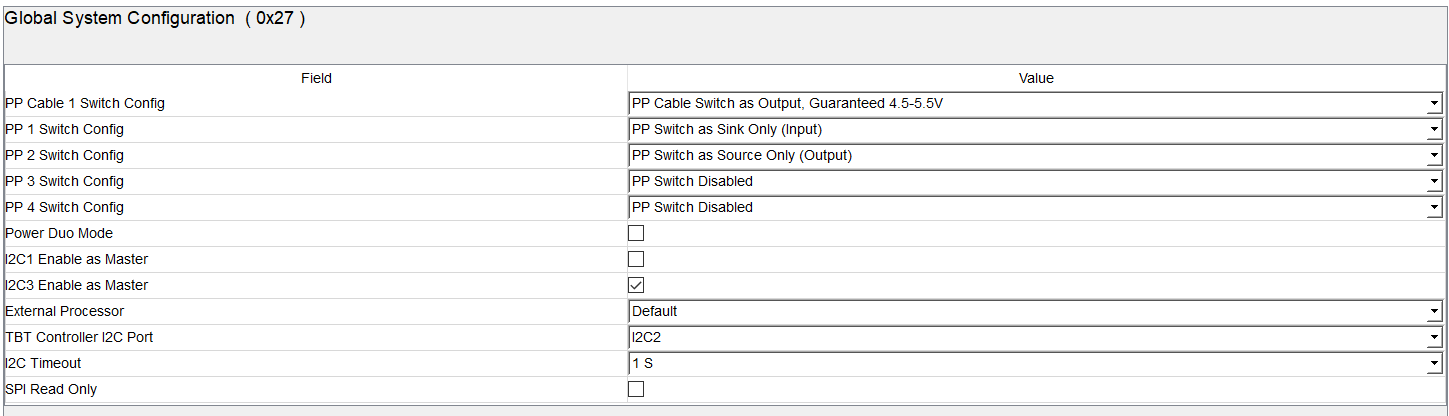 Global System Configuration ( 0x27 )
Field Value
PP Cable 1 Switch Config PP Cable Switch as Output, Guaranteed 4.5-5.5V
PP 1 Switch Config PP Switch as Sink Only (Input)
PP 2 Switch Config PP Switch as Source Only (Output)
PP 3 Switch Config PP Switch Disabled
PP 4 Switch Config PP Switch Disabled
Power Duo Mode
I2C1 Enable as Master
I2C3 Enable as Master
External Processor Default
TBT Controller I2C Port I2C2
I2C Timeout 1 S
SPI Read Only